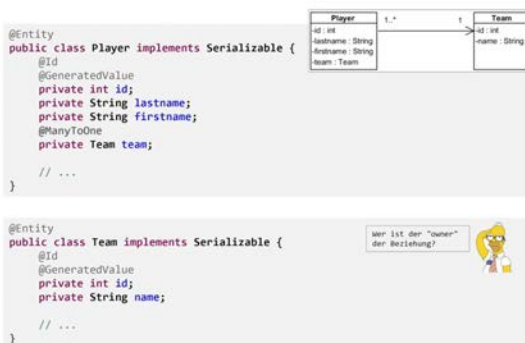 Player 1..* 1 Team
-id : int
-lastname : String
-firstname : String
-team : Team
-id : int
-name : String
@Entity
public class Player implements Serializable {
@Id
@GeneratedValue
private int id;
private String lastname;
private String firstname;
@ManyToOne
private Team team;
// ...
}
@Entity
public class Team implements Serializable {
@Id
@GeneratedValue
private int id;
private String name;
// ...
}
Wer ist der "owner"
der Beziehung?